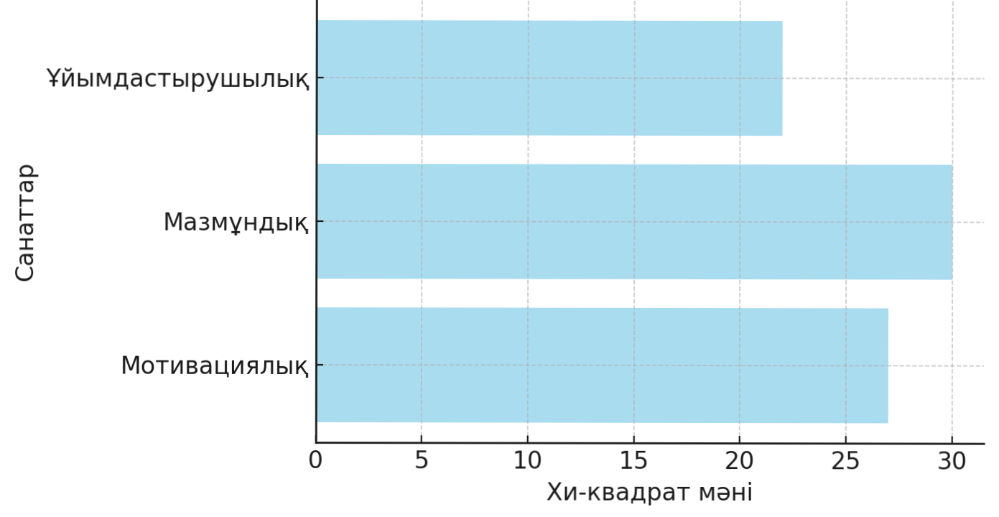 Ұйымдастырушылық
Мазмұндық
Мотивациялық
Санаттар
0 5 10 15 20 25 30
Хи-квадрат мәні